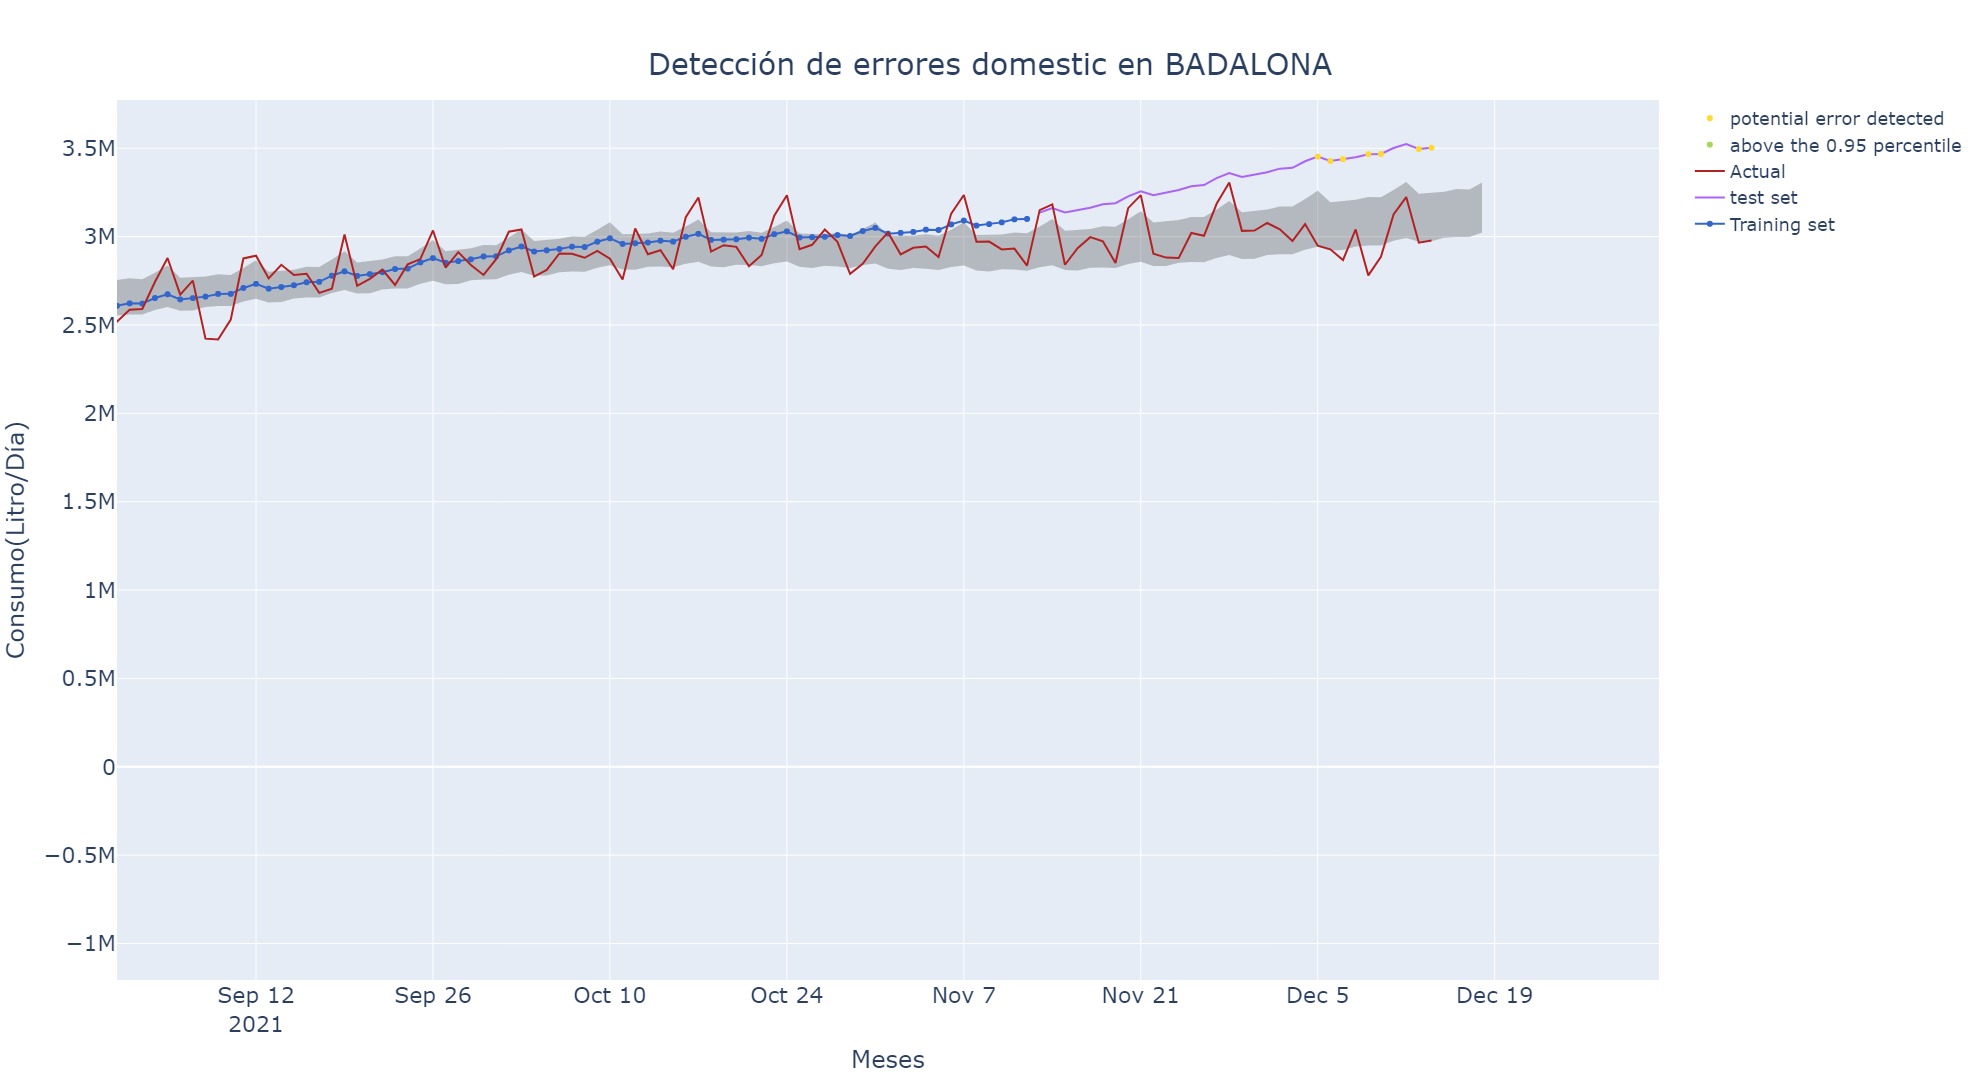 Detección de errores domestic en BADALONA
potential error detected
above the 0.95 percentile
Actual
test set
Training set
3.5M
3M
2.5M
2M
1.5M
1M
0.5M
0
−0.5M
−1M
Consumo(Litro/Día)
Sep 12
2021
Sep 26
Oct 10
Oct 24
Nov 7
Nov 21
Dec 5
Dec 19
Meses